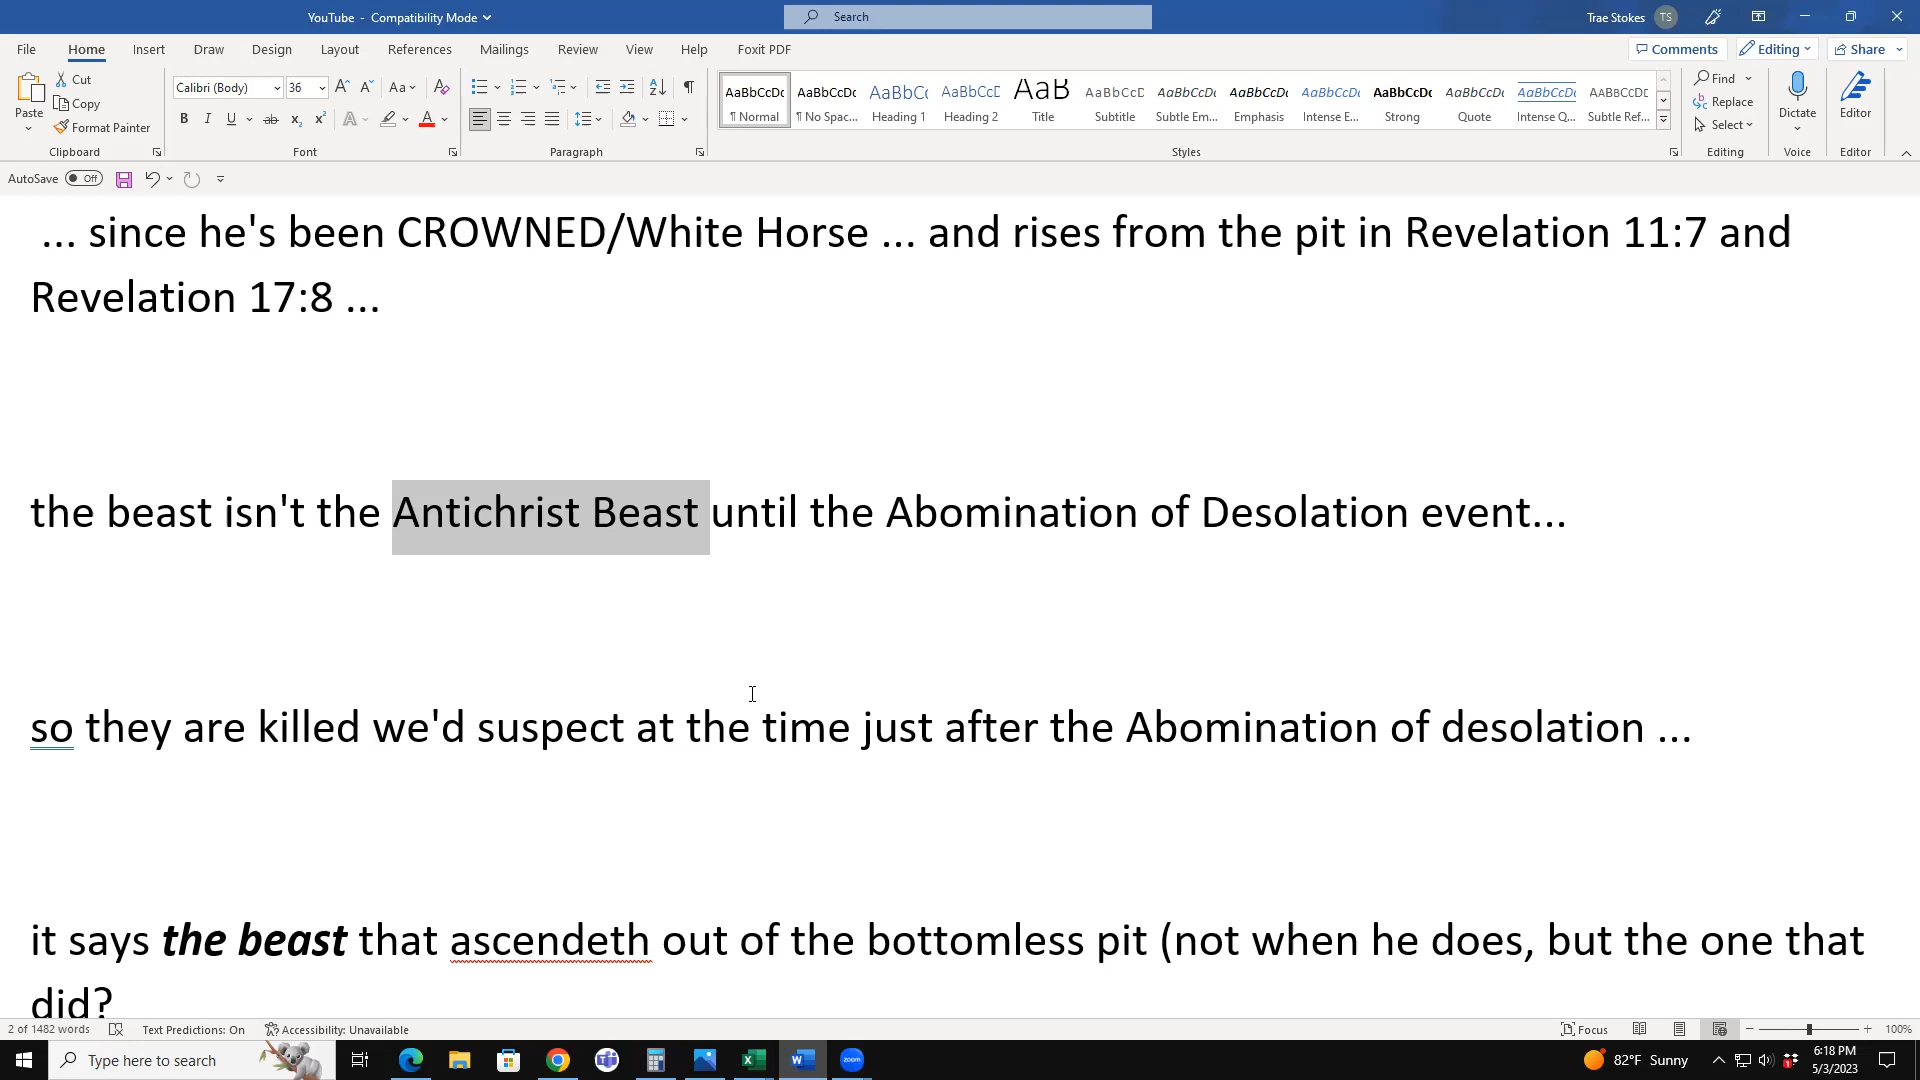 YouTube - Compatibility Mode
Search
Trae Stokes TS
File Home Insert Draw Design Layout References Mailings Review View Help Foxit PDF
Comments Editing Share
Paste
Cut
Copy
Format Painter
Clipboard
Calibri (Body) 36
Font
Paragraph
AaBbCcDc AaBbCcDc AaBbC AaBbCcD AaB AaBbCcD AaBbCcDc AaBbCcDc AaBbCcDc AaBbCcDc AaBbCcDc AaBbCcDc AaBbCcDc
¶ Normal ¶ No Spac... Heading 1 Heading 2 Title Subtitle Subtle Em... Emphasis Intense E... Strong Quote Intense Q... Subtle Ref...
Styles
Find
Replace
Select
Editing
Dictate
Voice
Editor
Editor
AutoSave Off
... since he's been CROWNED/White Horse ... and rises from the pit in Revelation 11:7 and
Revelation 17:8 ...
the beast isn't the Antichrist Beast until the Abomination of Desolation event...
so they are killed we'd suspect at the time just after the Abomination of desolation ...
it says the beast that ascendeth out of the bottomless pit (not when he does, but the one that
did?
2 of 1482 words Text Predictions: On Accessibility: Unavailable Focus 100%
Type here to search
zoom
82°F Sunny
6:18 PM
5/3/2023